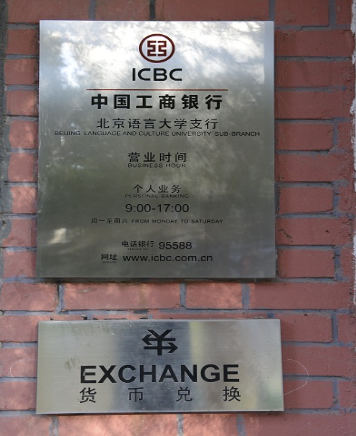 ICBC
中国工商银行
北京语言大学支行
BEIJING LANGUAGE AND CULTURE UNIVERSITY SUB-BRANCH
营业时间
BUSINESS HOUR
个人业务
PERSONAL BANKING
9:00-17:00
周一至周六 FROM MONDAY TO SATURDAY
电话银行 95588
网址 www.icbc.com.cn
EXCHANGE
货币兑换